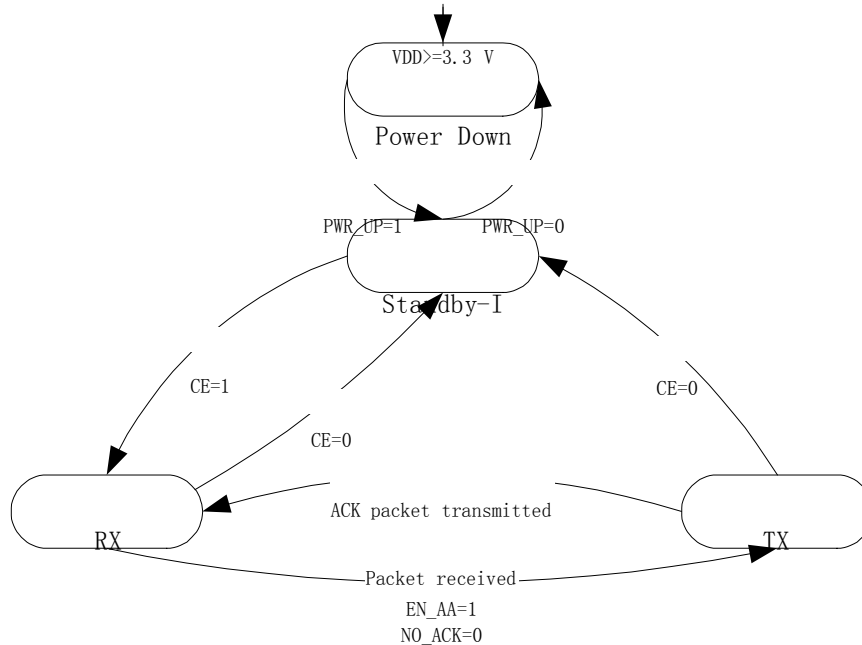 VDD>=3.3 V
Power Down
PWR_UP=1
PWR_UP=0
Standby-I
CE=1
CE=0
CE=0
ACK packet transmitted
RX
TX
Packet received
EN_AA=1
NO_ACK=0